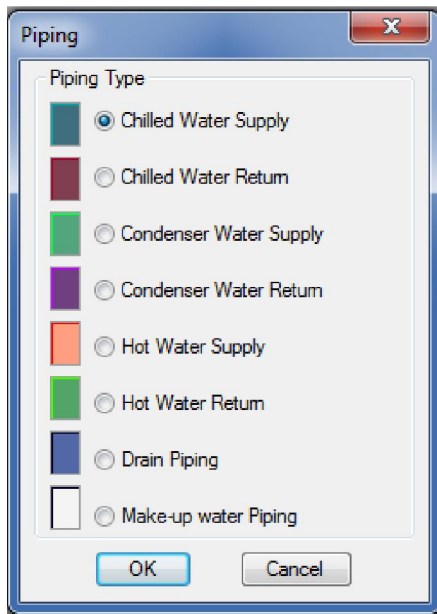 Piping
x
Piping Type
Chilled Water Supply
Chilled Water Return
Condenser Water Supply
Condenser Water Return
Hot Water Supply
Hot Water Return
Drain Piping
Make-up water Piping
OK Cancel